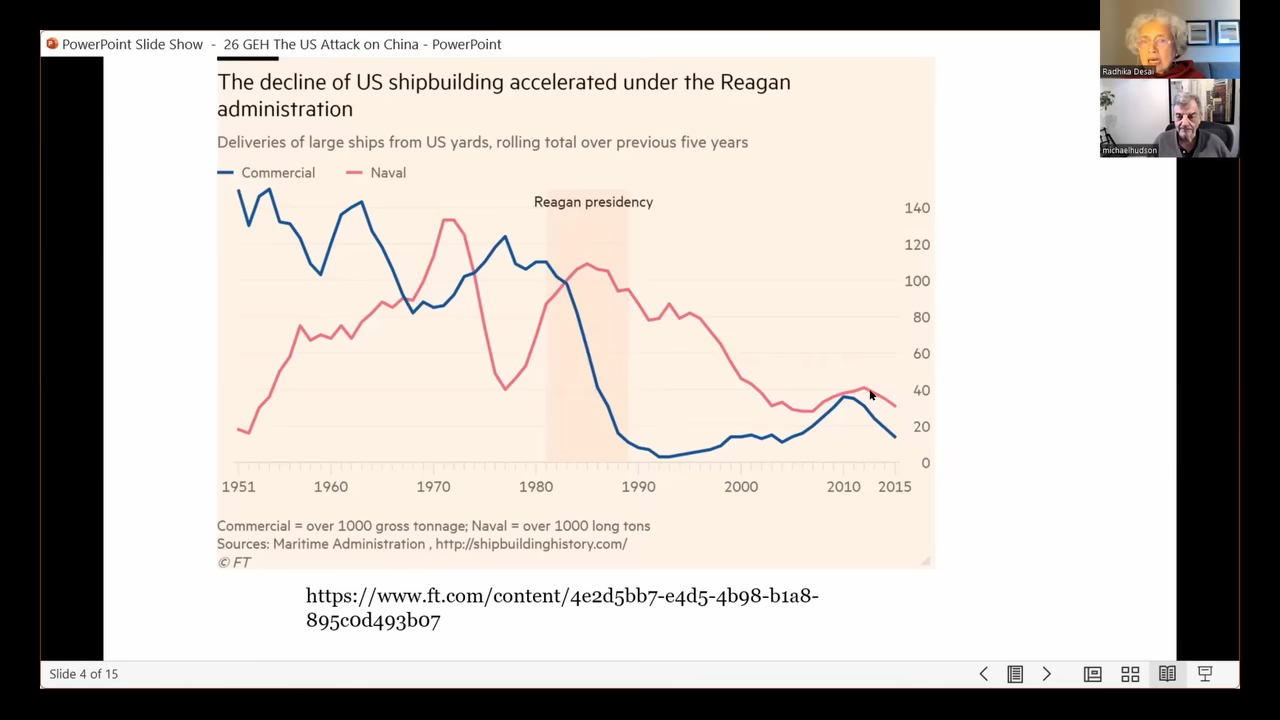 PowerPoint Slide Show - 26 GEH The US Attack on China - PowerPoint
Radhika Desai
michaelhudson
The decline of US shipbuilding accelerated under the Reagan
administration
Deliveries of large ships from US yards, rolling total over previous five years
Commercial Naval
Reagan presidency
140
120
100
80
60
40
20
0
1951 1960 1970 1980 1990 2000 2010 2015
Commercial = over 1000 gross tonnage; Naval = over 1000 long tons
Sources: Maritime Administration , http://shipbuildinghistory.com/
© FT
https://www.ft.com/content/4e2d5bb7-e4d5-4b98-b1a8-
895c0d493b07
Slide 4 of 15